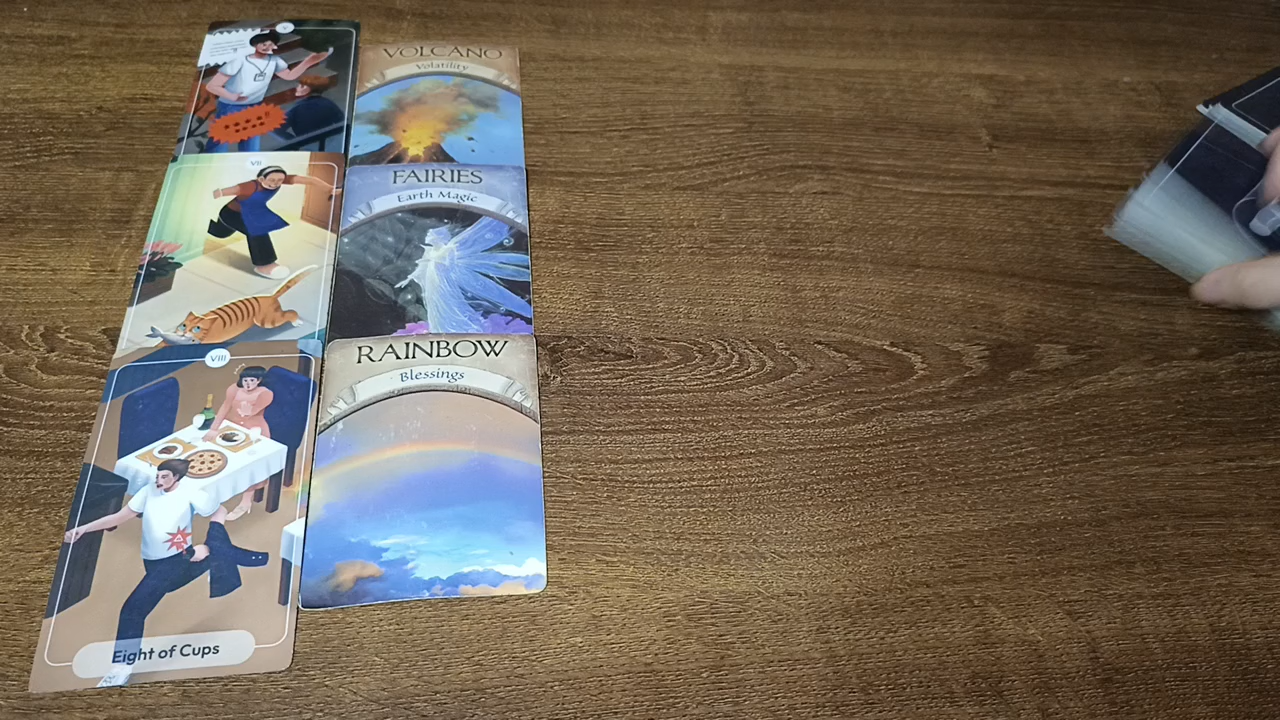 V
VOLCANO
Volatility
VII
FAIRIES
Earth Magic
VIII
RAINBOW
Blessings
Eight of Cups